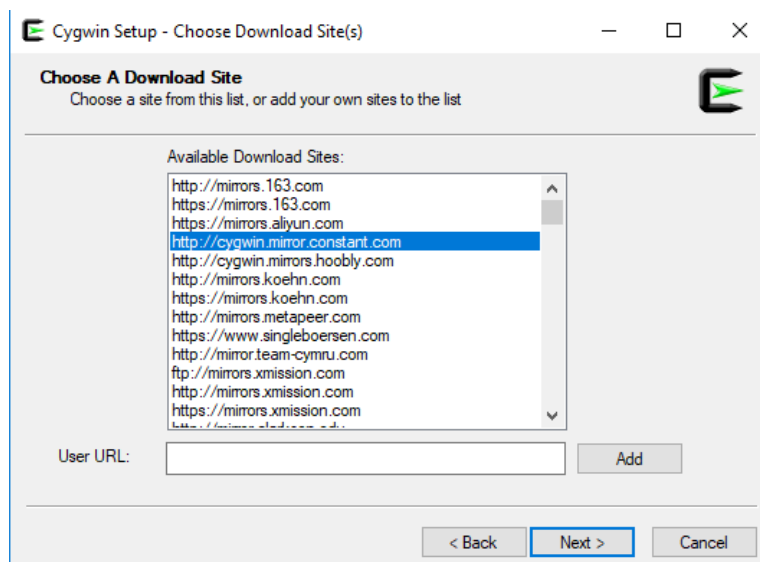 Cygwin Setup - Choose Download Site(s)
Choose A Download Site
Choose a site from this list, or add your own sites to the list
Available Download Sites:
http://mirrors.163.com
https://mirrors.163.com
https://mirrors.aliyun.com
http://cygwin.mirror.constant.com
http://cygwin.mirrors.hoobly.com
http://mirrors.koehn.com
https://mirrors.koehn.com
http://mirrors.metapeer.com
https://www.singleboersen.com
http://mirror.team-cymru.com
ftp://mirrors.xmission.com
http://mirrors.xmission.com
https://mirrors.xmission.com
User URL:
Add
< Back
Next >
Cancel